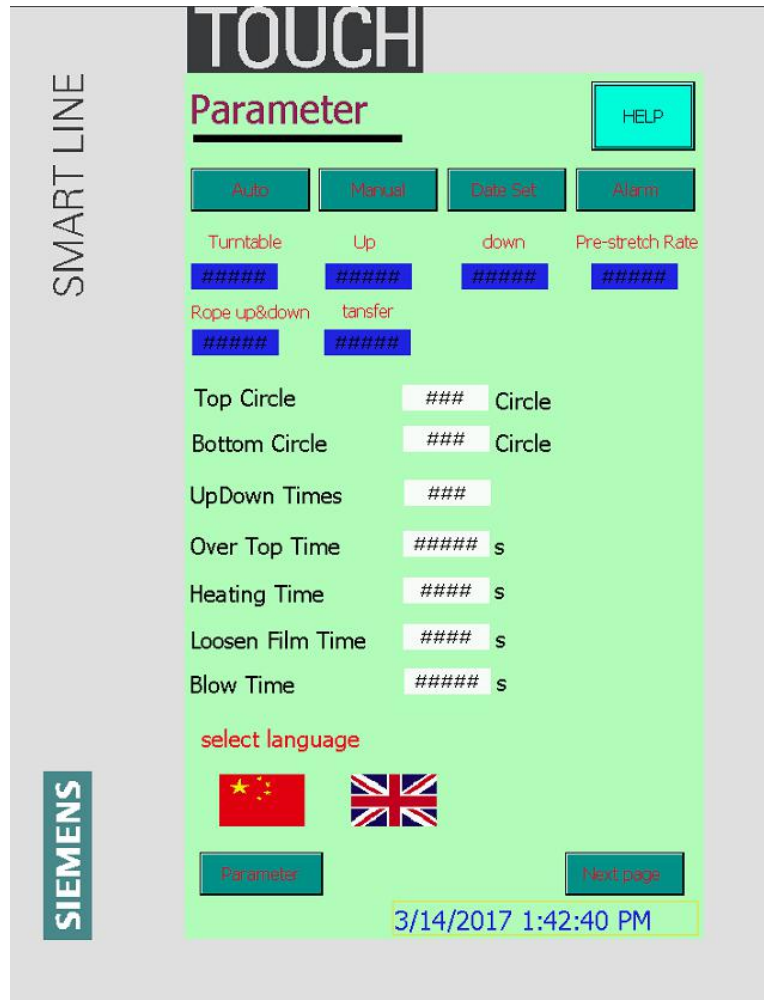 TOUCH
SMART LINE
Parameter
HELP
Auto Manual Date Set Alarm
Turntable Up down Pre-stretch Rate
##### ##### ##### #####
Rope up&down tansfer
##### #####
Top Circle ### Circle
Bottom Circle ### Circle
UpDown Times ###
Over Top Time ##### s
Heating Time #### s
Loosen Film Time #### s
Blow Time ##### s
select language
SIEMENS
Parameter Next page
3/14/2017 1:42:40 PM